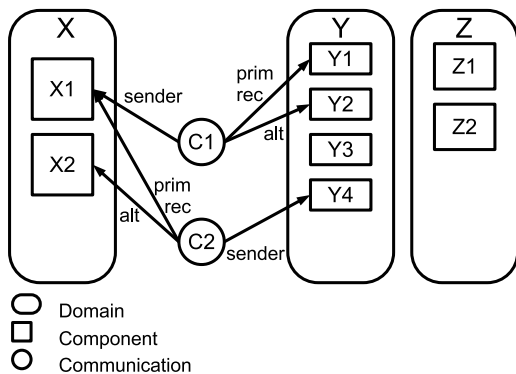 X
Y
Z
X1
X2
sender
prim
rec
alt
C1
prim
rec
alt
C2
sender
Y1
Y2
Y3
Y4
Z1
Z2
Domain
Component
Communication